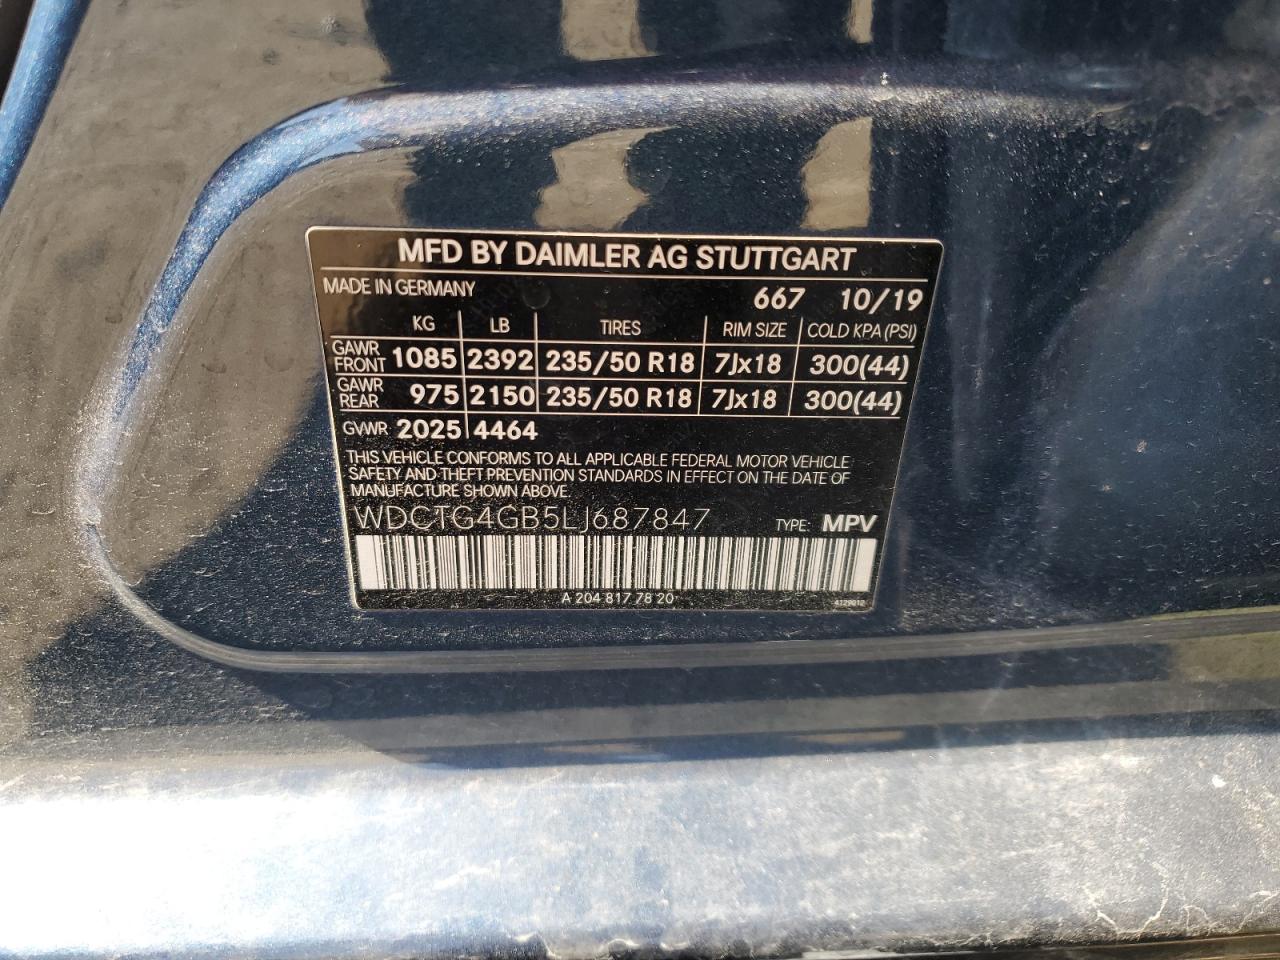 MFD BY DAIMLER AG STUTTGART
MADE IN GERMANY 667 10/19
KG LB TIRES RIM SIZE COLD KPA (PSI)
GAWR FRONT 1085 2392 235/50 R18 7Jx18 300(44)
GAWR REAR 975 2150 235/50 R18 7Jx18 300(44)
GVWR 2025 4464
THIS VEHICLE CONFORMS TO ALL APPLICABLE FEDERAL MOTOR VEHICLE
SAFETY AND THEFT PREVENTION STANDARDS IN EFFECT ON THE DATE OF
MANUFACTURE SHOWN ABOVE.
WDCTG4GB5LJ687847 TYPE: MPV
A 204 817 78 20